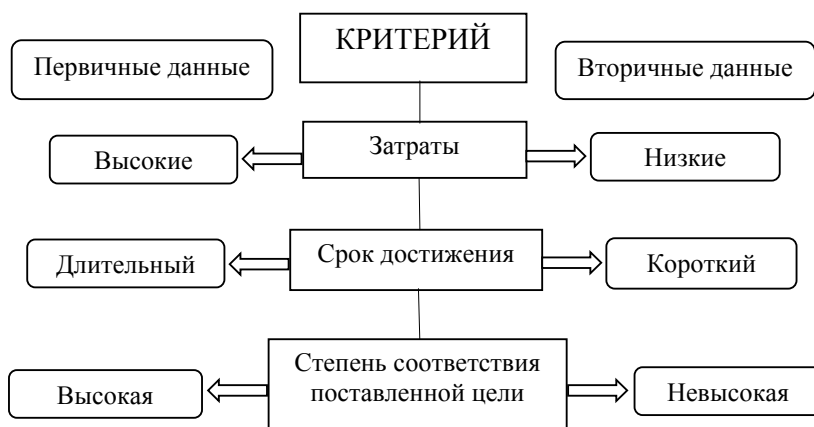 КРИТЕРИЙ
Первичные данные
Вторичные данные
Высокие
Затраты
Низкие
Длительный
Срок достижения
Короткий
Высокая
Степень соответствия
поставленной цели
Невысокая